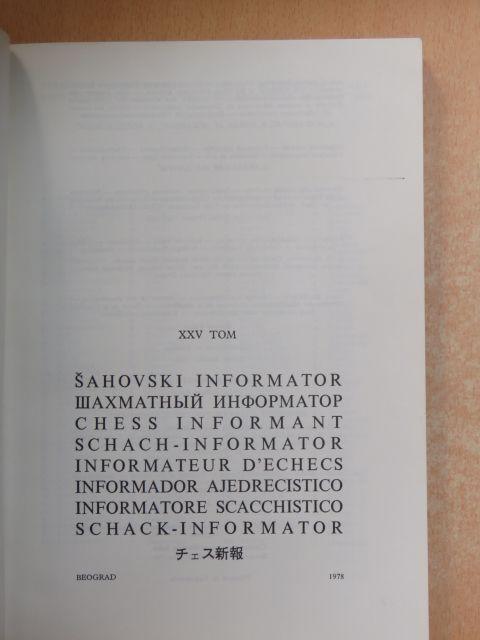 XXV TOM
ŠAHOVSKI INFORMATOR
ШАХМАТНЫЙ ИНФОРМАТОР
CHESS INFORMANT
SCHACH-INFORMATOR
INFORMATEUR D'ECHECS
INFORMADOR AJEDRECISTICO
INFORMATORE SCACCHISTICO
SCHACK-INFORMATOR
チェス新報
BEOGRAD 1978